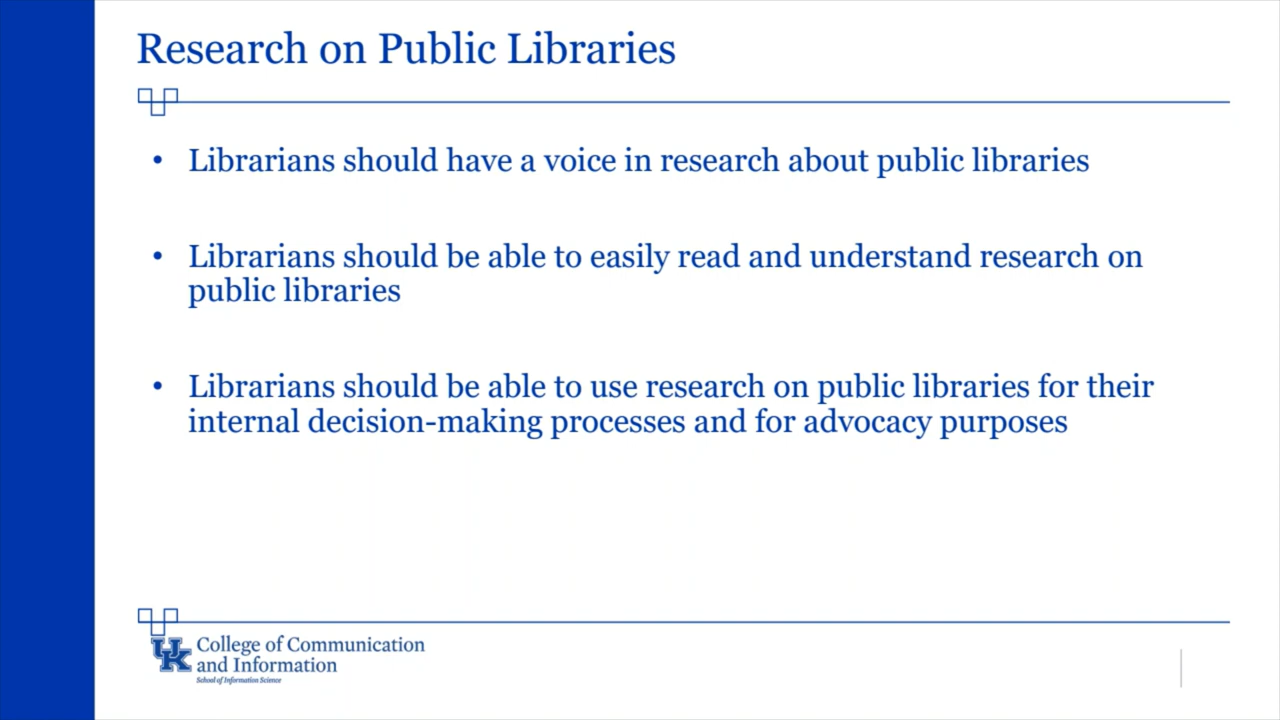 Research on Public Libraries
• Librarians should have a voice in research about public libraries
• Librarians should be able to easily read and understand research on
public libraries
• Librarians should be able to use research on public libraries for their
internal decision-making processes and for advocacy purposes
UK
College of Communication
and Information
School of Information Science